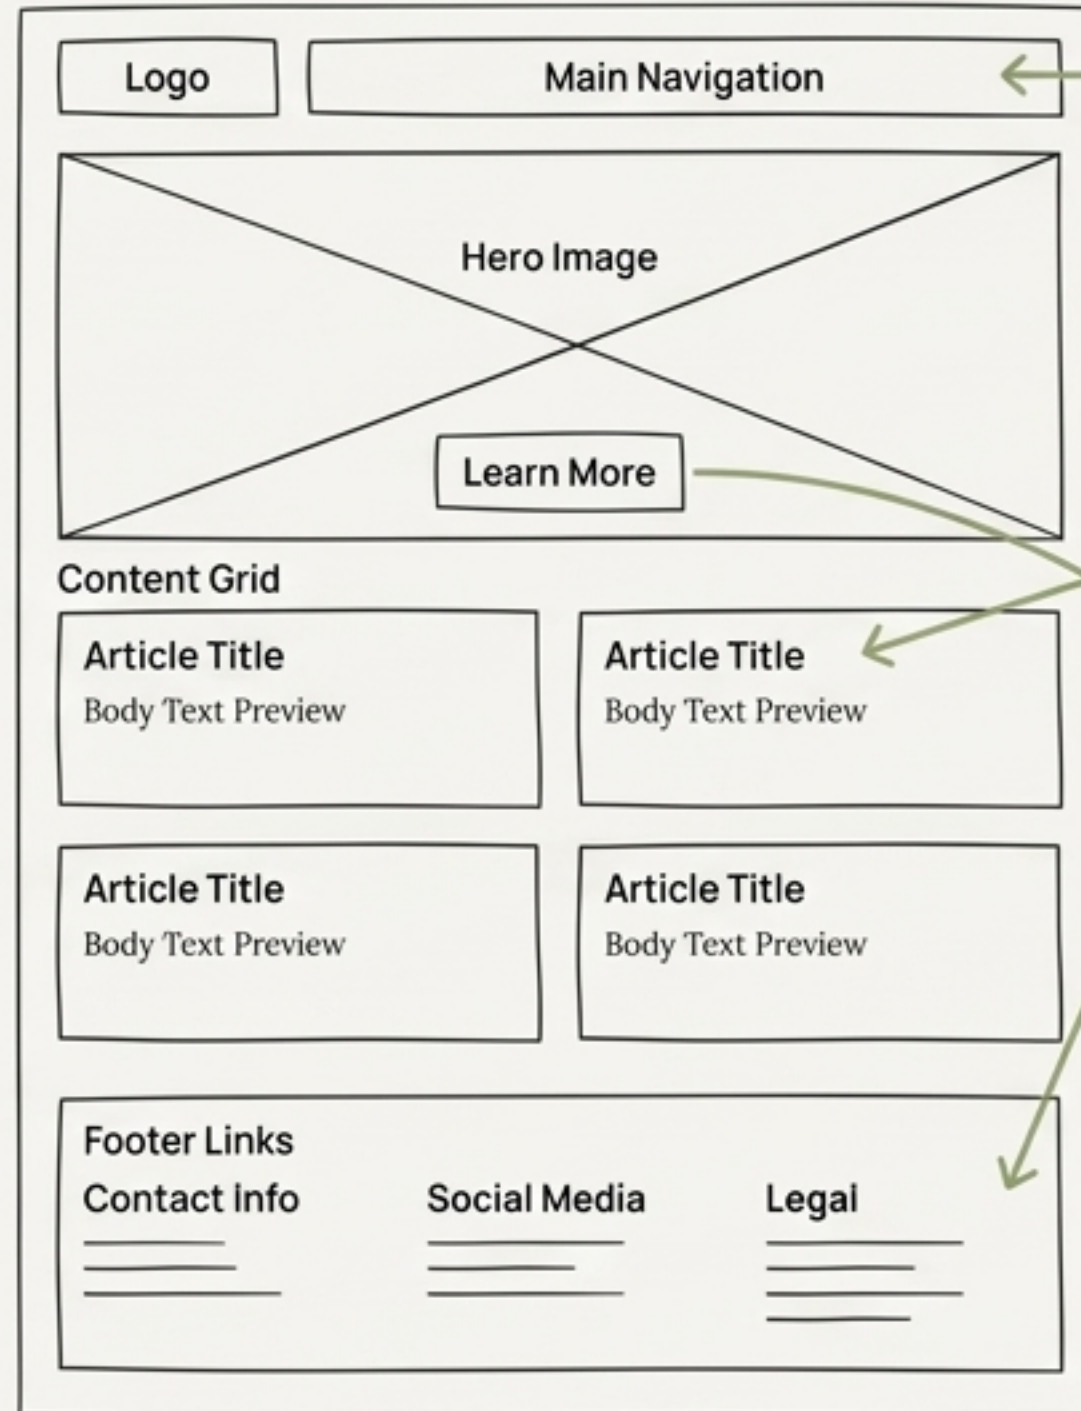 Logo
Main Navigation
Hero Image
Learn More
Content Grid
Article Title
Body Text Preview
Article Title
Body Text Preview
Article Title
Body Text Preview
Article Title
Body Text Preview
Footer Links
Contact Info
Social Media
Legal